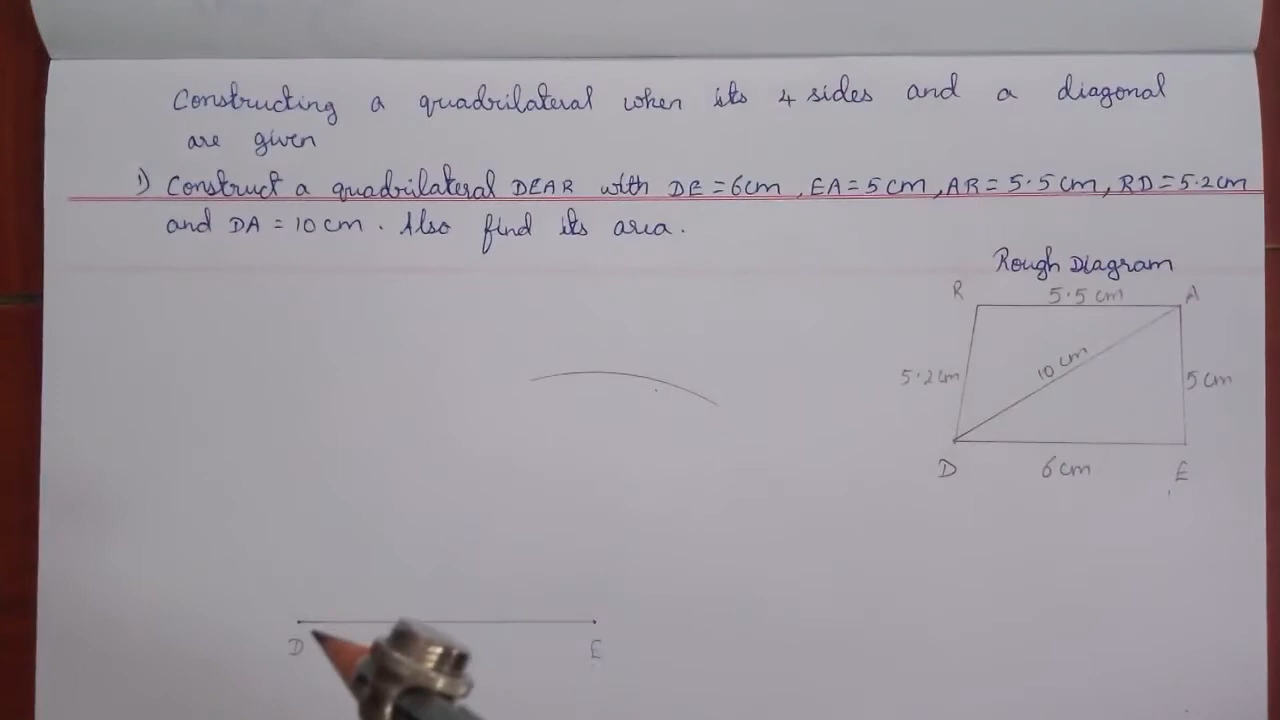 Constructing a quadrilateral when its 4 sides and a diagonal
are given
1) Construct a quadrilateral DEAR with DE = 6cm, EA = 5cm, AR = 5.5cm, RD = 5.2cm
and DA = 10cm. Also find its area.
Rough Diagram
R 5.5 cm A
5.2cm 10 cm 5 cm
D 6 cm E
D E